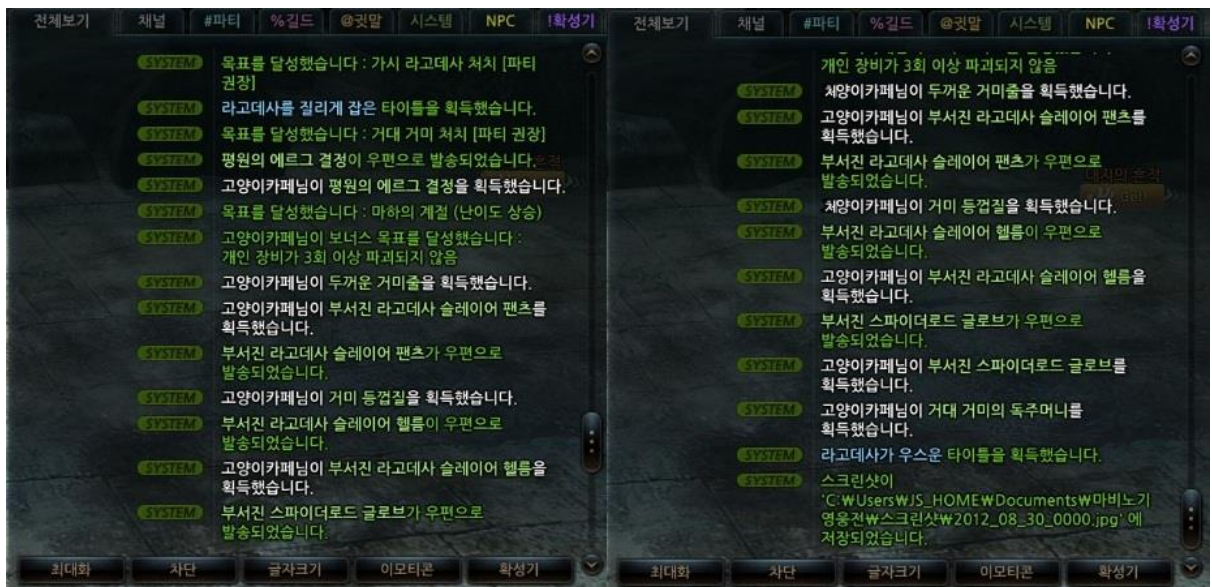 전체보기 채널 #파티 %길드 @귓말 시스템 NPC !확성기
SYSTEM 목표를 달성했습니다 : 가시 라고데사 처치 [파티
권장]
SYSTEM 라고데사를 질리게 잡은 타이틀을 획득했습니다.
SYSTEM 목표를 달성했습니다 : 거대 거미 처치 [파티 권장]
SYSTEM 평원의 에르그 결정이 우편으로 발송되었습니다.
SYSTEM 고양이카페님이 평원의 에르그 결정을 획득했습니다.
SYSTEM 목표를 달성했습니다 : 마하의 계절 (난이도 상승)
SYSTEM 고양이카페님이 보너스 목표를 달성했습니다 :
개인 장비가 3회 이상 파괴되지 않음
SYSTEM 고양이카페님이 두꺼운 거미줄을 획득했습니다.
SYSTEM 고양이카페님이 부서진 라고데사 슬레이어 팬츠를
획득했습니다.
SYSTEM 부서진 라고데사 슬레이어 팬츠가 우편으로
발송되었습니다.
SYSTEM 고양이카페님이 거미 등껍질을 획득했습니다.
SYSTEM 부서진 라고데사 슬레이어 헬름이 우편으로
발송되었습니다.
SYSTEM 고양이카페님이 부서진 라고데사 슬레이어 헬름을
획득했습니다.
SYSTEM 부서진 스파이더로드 글로브가 우편으로
발송되었습니다.
최대화 차단 글자크기 이모티콘 확성기
전체보기 채널 #파티 %길드 @귓말 시스템 NPC !확성기
개인 장비가 3회 이상 파괴되지 않음
SYSTEM 체양이카페님이 두꺼운 거미줄을 획득했습니다.
SYSTEM 고양이카페님이 부서진 라고데사 슬레이어 팬츠를
획득했습니다.
SYSTEM 부서진 라고데사 슬레이어 팬츠가 우편으로
발송되었습니다.
SYSTEM 체양이카페님이 거미 등껍질을 획득했습니다.
SYSTEM 부서진 라고데사 슬레이어 헬름이 우편으로
발송되었습니다.
SYSTEM 고양이카페님이 부서진 라고데사 슬레이어 헬름을
획득했습니다.
SYSTEM 부서진 스파이더로드 글로브가 우편으로
발송되었습니다.
SYSTEM 고양이카페님이 부서진 스파이더로드 글로브를
획득했습니다.
SYSTEM 고양이카페님이 거대 거미의 독주머니를
획득했습니다.
SYSTEM 라고데사가 우스운 타이틀을 획득했습니다.
SYSTEM 스크린샷이
'C:₩Users₩JS_HOME₩Documents₩마비노기
영웅전₩스크린샷₩2012_08_30_0000.jpg' 에
저장되었습니다.
최대화 차단 글자크기 이모티콘 확성기